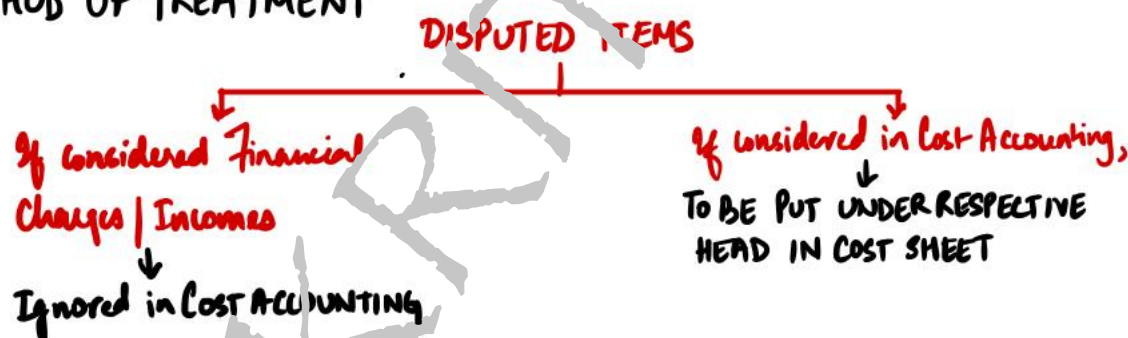 OF TREATMENT
DISPUTED ITEMS
If considered Financial
Charges | Incomes
Ignored in COST ACCOUNTING
If considered in Cost Accounting,
TO BE PUT UNDER RESPECTIVE
HEAD IN COST SHEET